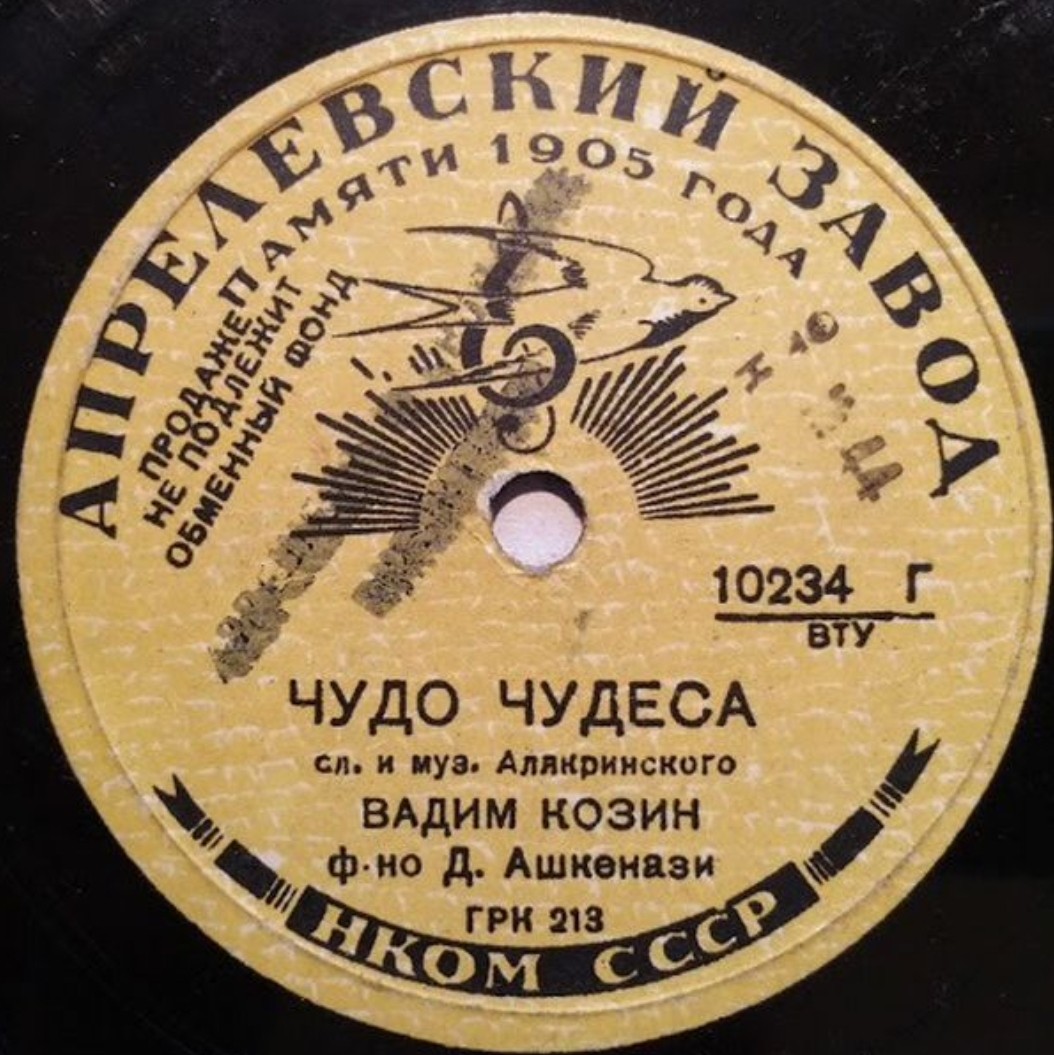 АПРЕЛЕВСКИЙ ЗАВОД
ПАМЯТИ 1905 ГОДА
ПРОДАЖЕ
НЕ ПОДЛЕЖИТ
ОБМЕННЫЙ ФОНД
10234 Г
ВТУ
ЧУДО ЧУДЕСА
сл. и муз. Алякринского
ВАДИМ КОЗИН
ф-но Д. Ашкенази
ГРК 213
НКОМ СССР